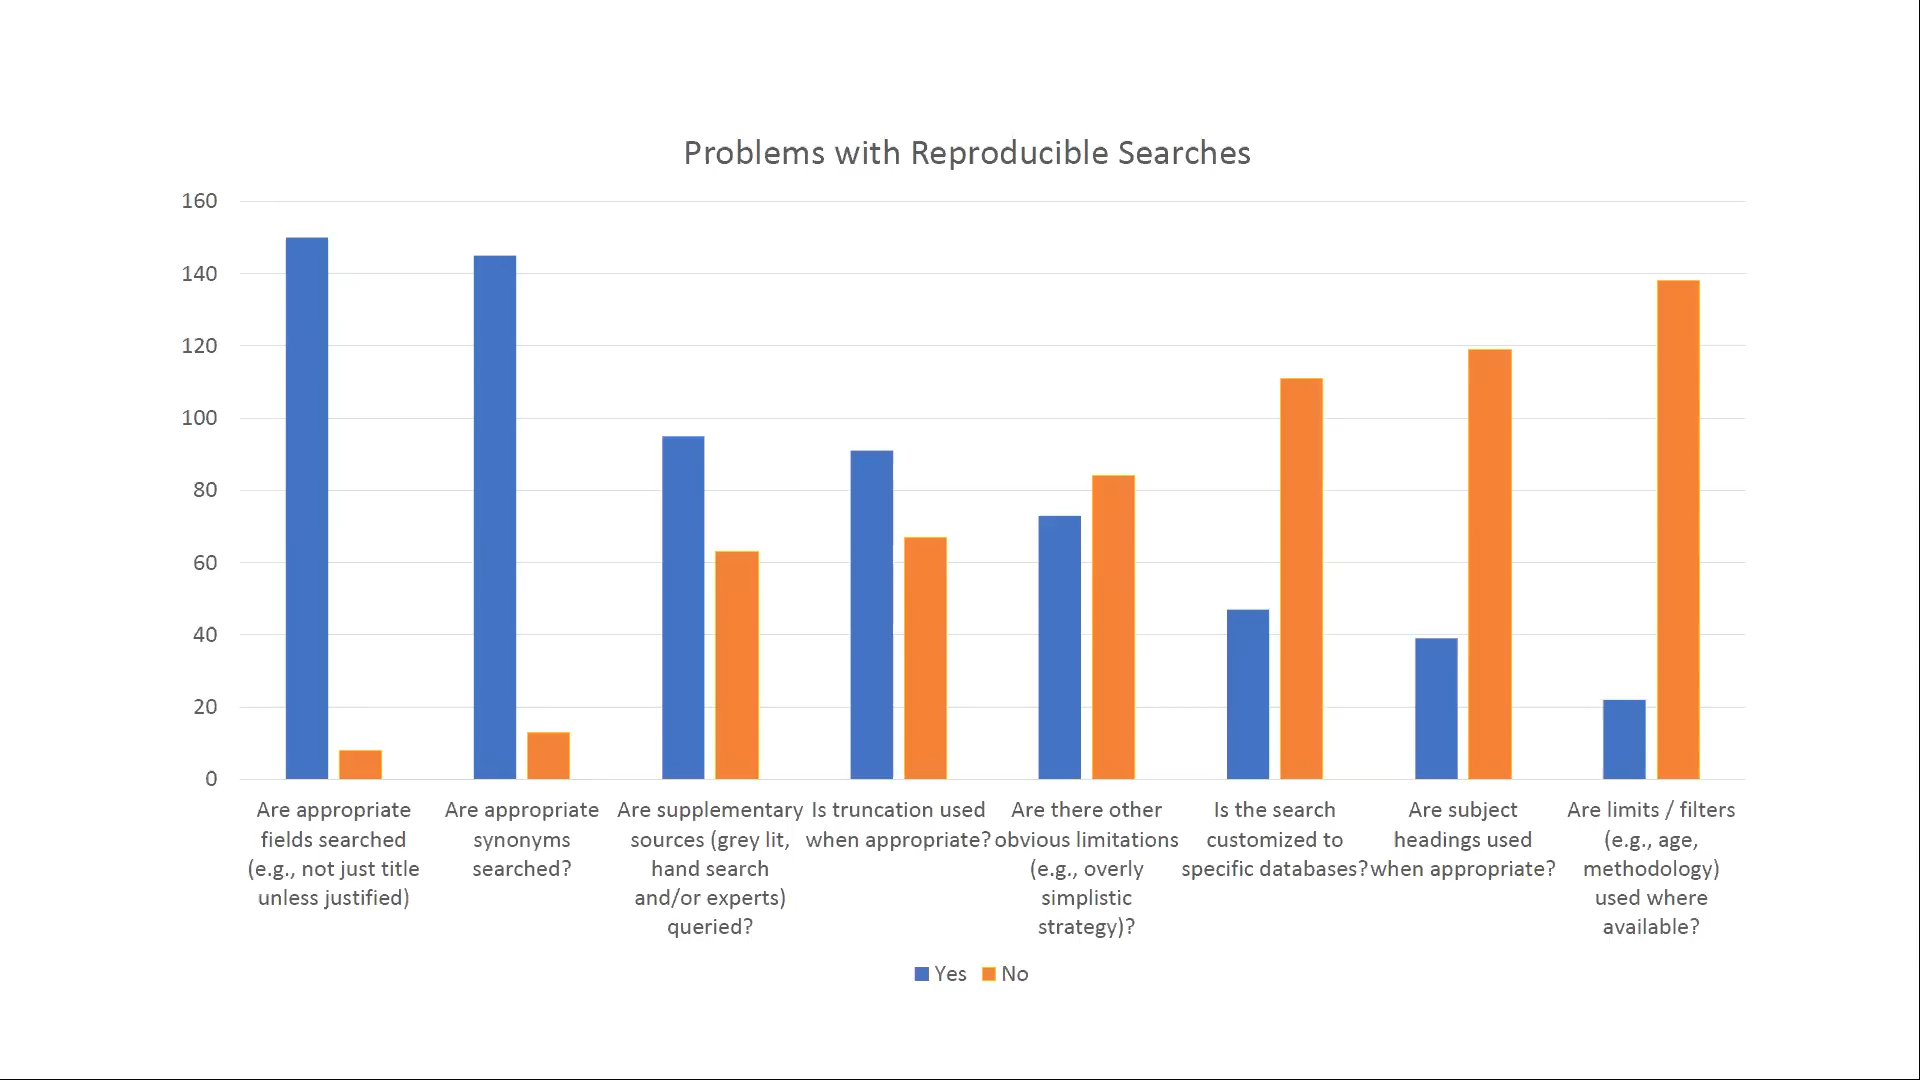 Problems with Reproducible Searches
160
140
120
100
80
60
40
20
0
Are appropriate
fields searched
(e.g., not just title
unless justified)
Are appropriate
synonyms
searched?
Are supplementary
sources (grey lit,
hand search
and/or experts)
queried?
Is truncation used
when appropriate?
Are there other
obvious limitations
(e.g., overly
simplistic
strategy)?
Is the search
customized to
specific databases?
Are subject
headings used
when appropriate?
Are limits / filters
(e.g., age,
methodology)
used where
available?
Yes No